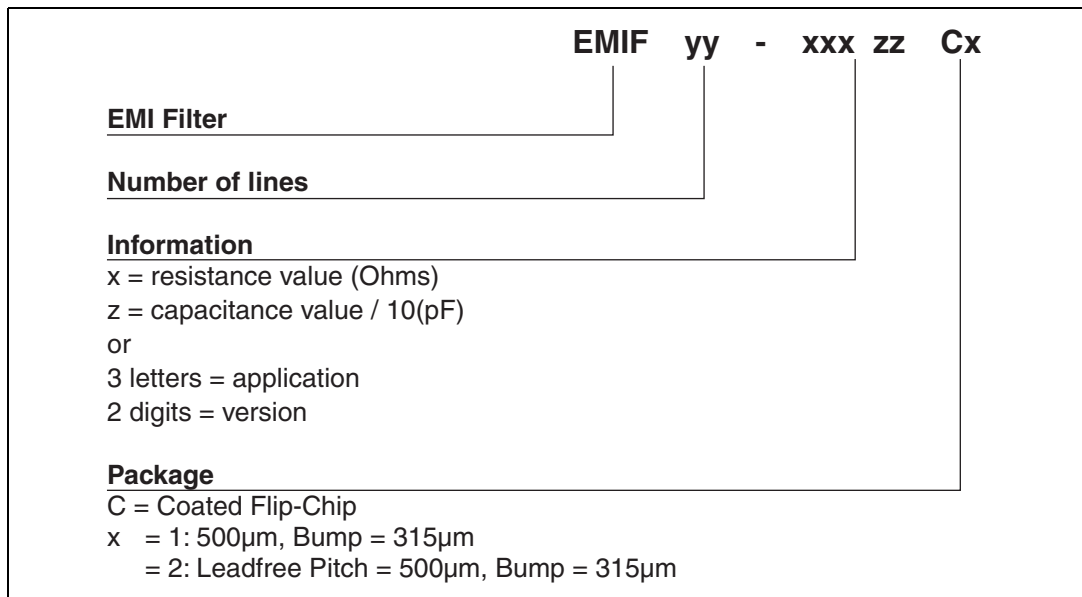 EMIF yy - xxx zz Cx
EMI Filter
Number of lines
Information
x = resistance value (Ohms)
z = capacitance value / 10(pF)
or
3 letters = application
2 digits = version
Package
C = Coated Flip-Chip
x = 1: 500µm, Bump = 315µm
= 2: Leadfree Pitch = 500µm, Bump = 315µm